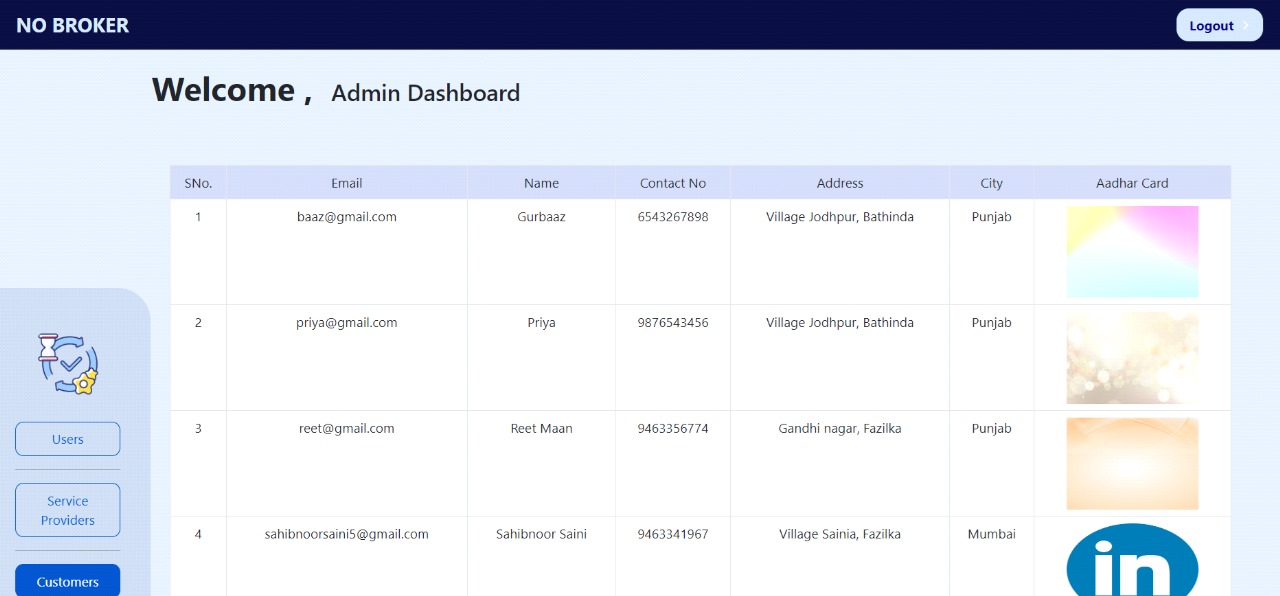 NO BROKER
Logout
Welcome , Admin Dashboard
SNo. Email Name Contact No Address City Aadhar Card
1 baaz@gmail.com Gurbaaz 6543267898 Village Jodhpur, Bathinda Punjab
2 priya@gmail.com Priya 9876543456 Village Jodhpur, Bathinda Punjab
3 reet@gmail.com Reet Maan 9463356774 Gandhi nagar, Fazilka Punjab
4 sahibnoorsaini5@gmail.com Sahibnoor Saini 9463341967 Village Sainia, Fazilka Mumbai
in
Users
Service
Providers
Customers